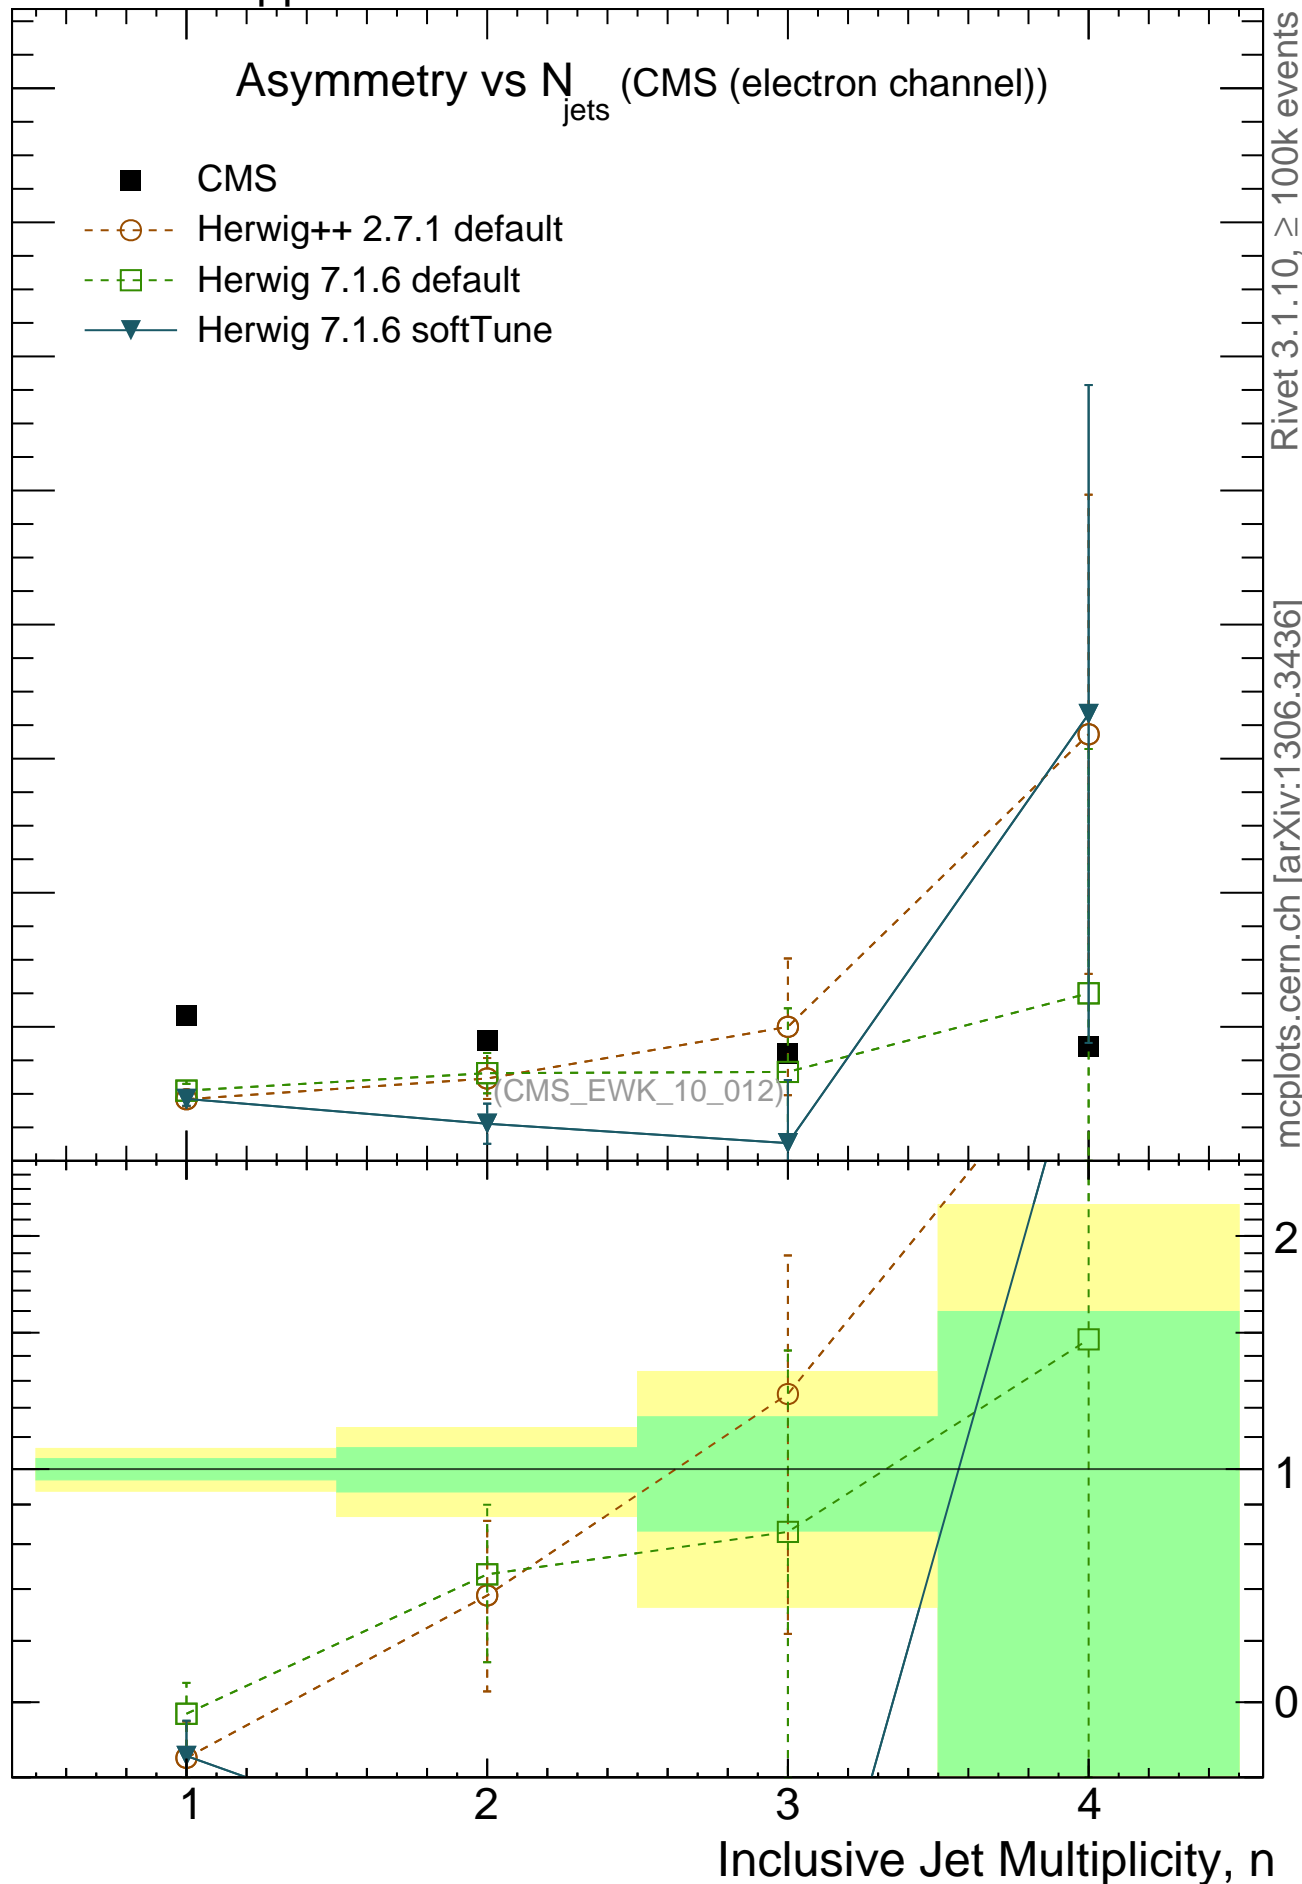 Asymmetry vs N jets (CMS (electron channel))
CMS
Herwig++ 2.7.1 default
Herwig 7.1.6 default
Herwig 7.1.6 softTune
(CMS_EWK_10_012)
Rivet 3.1.10, ≥ 100k events
mcplots.cern.ch [arXiv:1306.3436]
2
1
0
1 2 3 4
Inclusive Jet Multiplicity, n